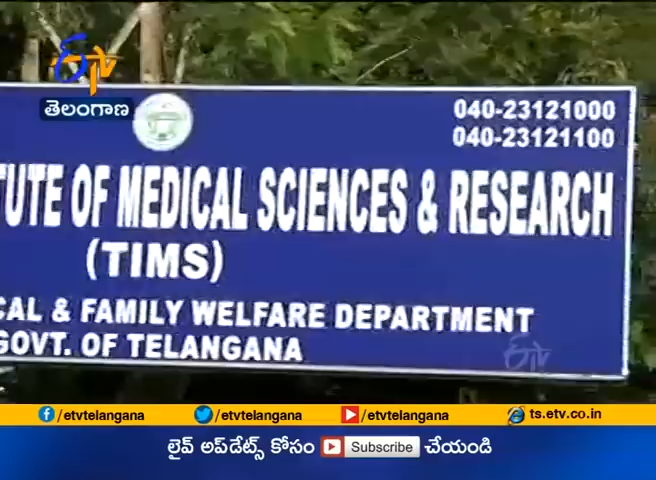 etv
తెలంగాణ
040-23121000
040-23121100
TUTE OF MEDICAL SCIENCES & RESEARCH
(TIMS)
CAL & FAMILY WELFARE DEPARTMENT
GOVT. OF TELANGANA
etv
/etvtelangana /etvtelangana /etvtelangana ts.etv.co.in
లైవ్ అప్‌డేట్స్ కోసం Subscribe చేయండి